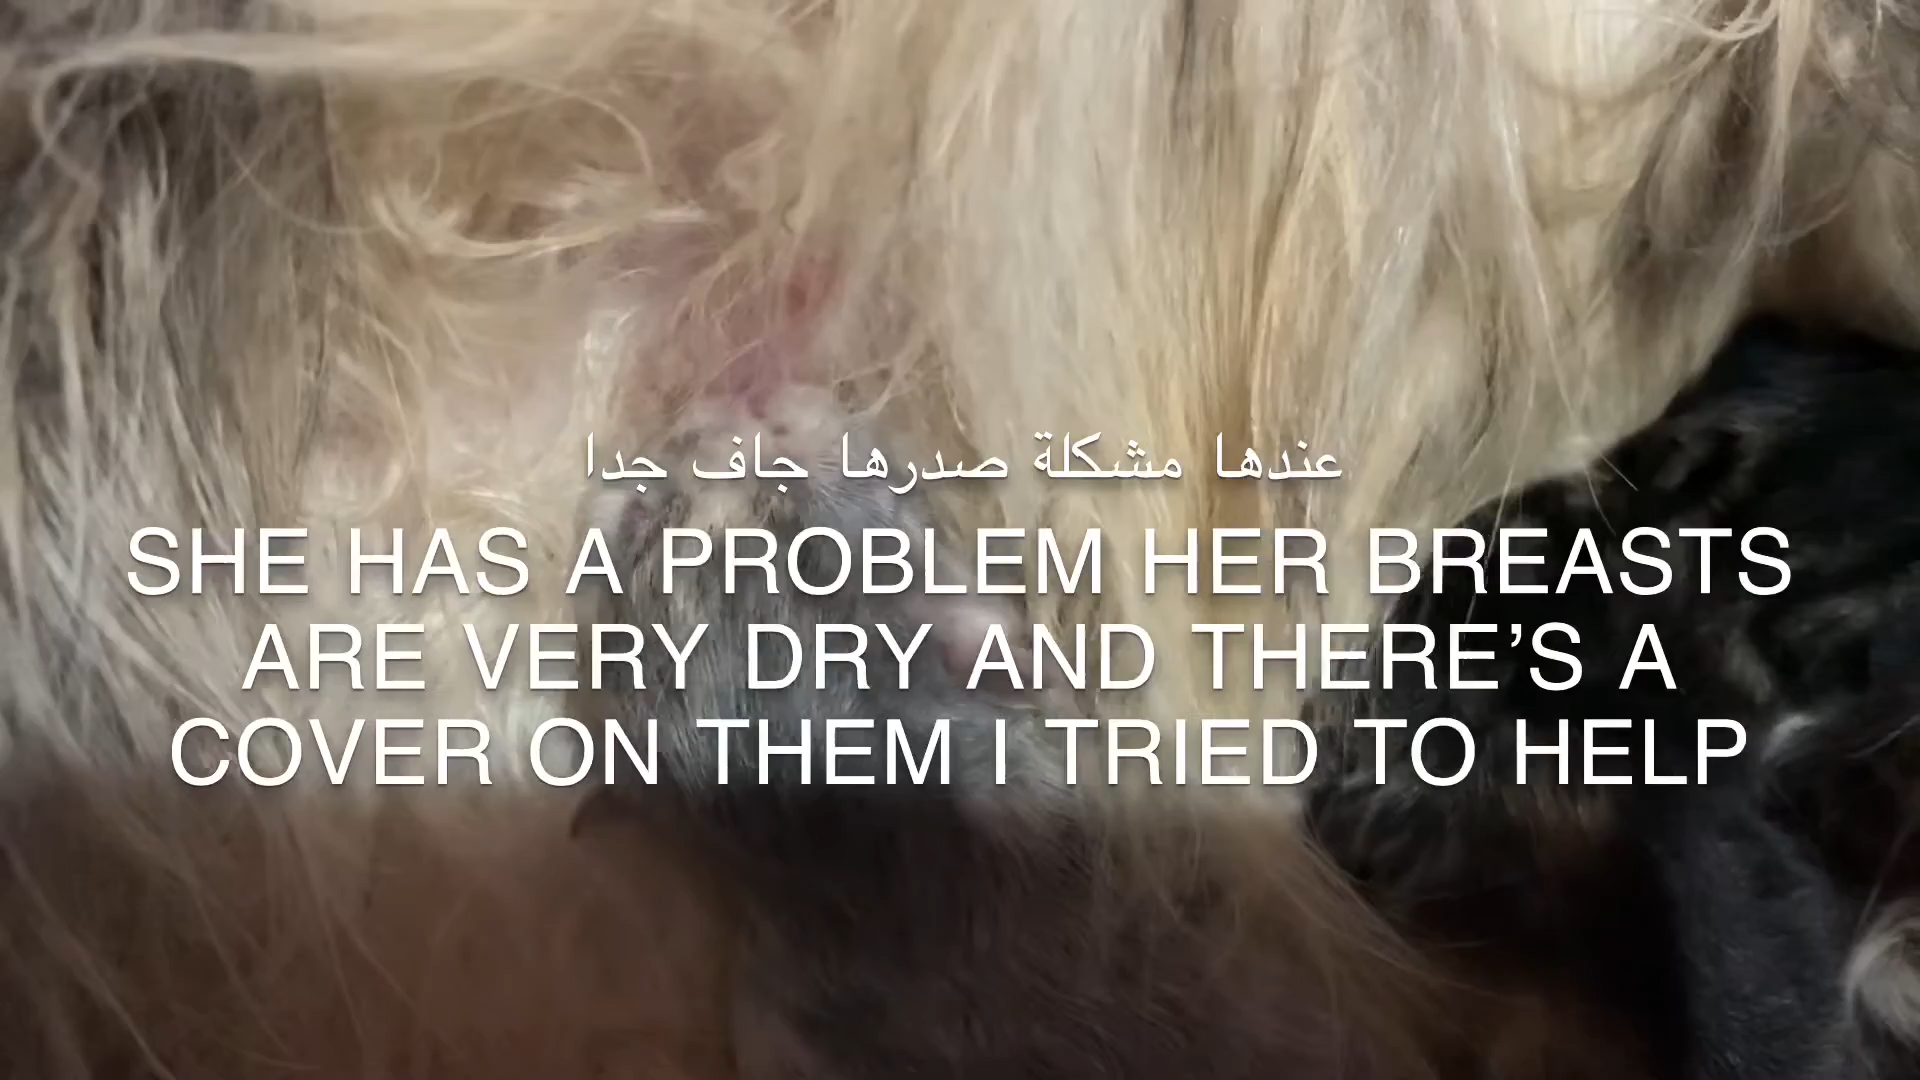 عندها مشكلة صدرها جاف جدا
SHE HAS A PROBLEM HER BREASTS
ARE VERY DRY AND THERE’S A
COVER ON THEM I TRIED TO HELP